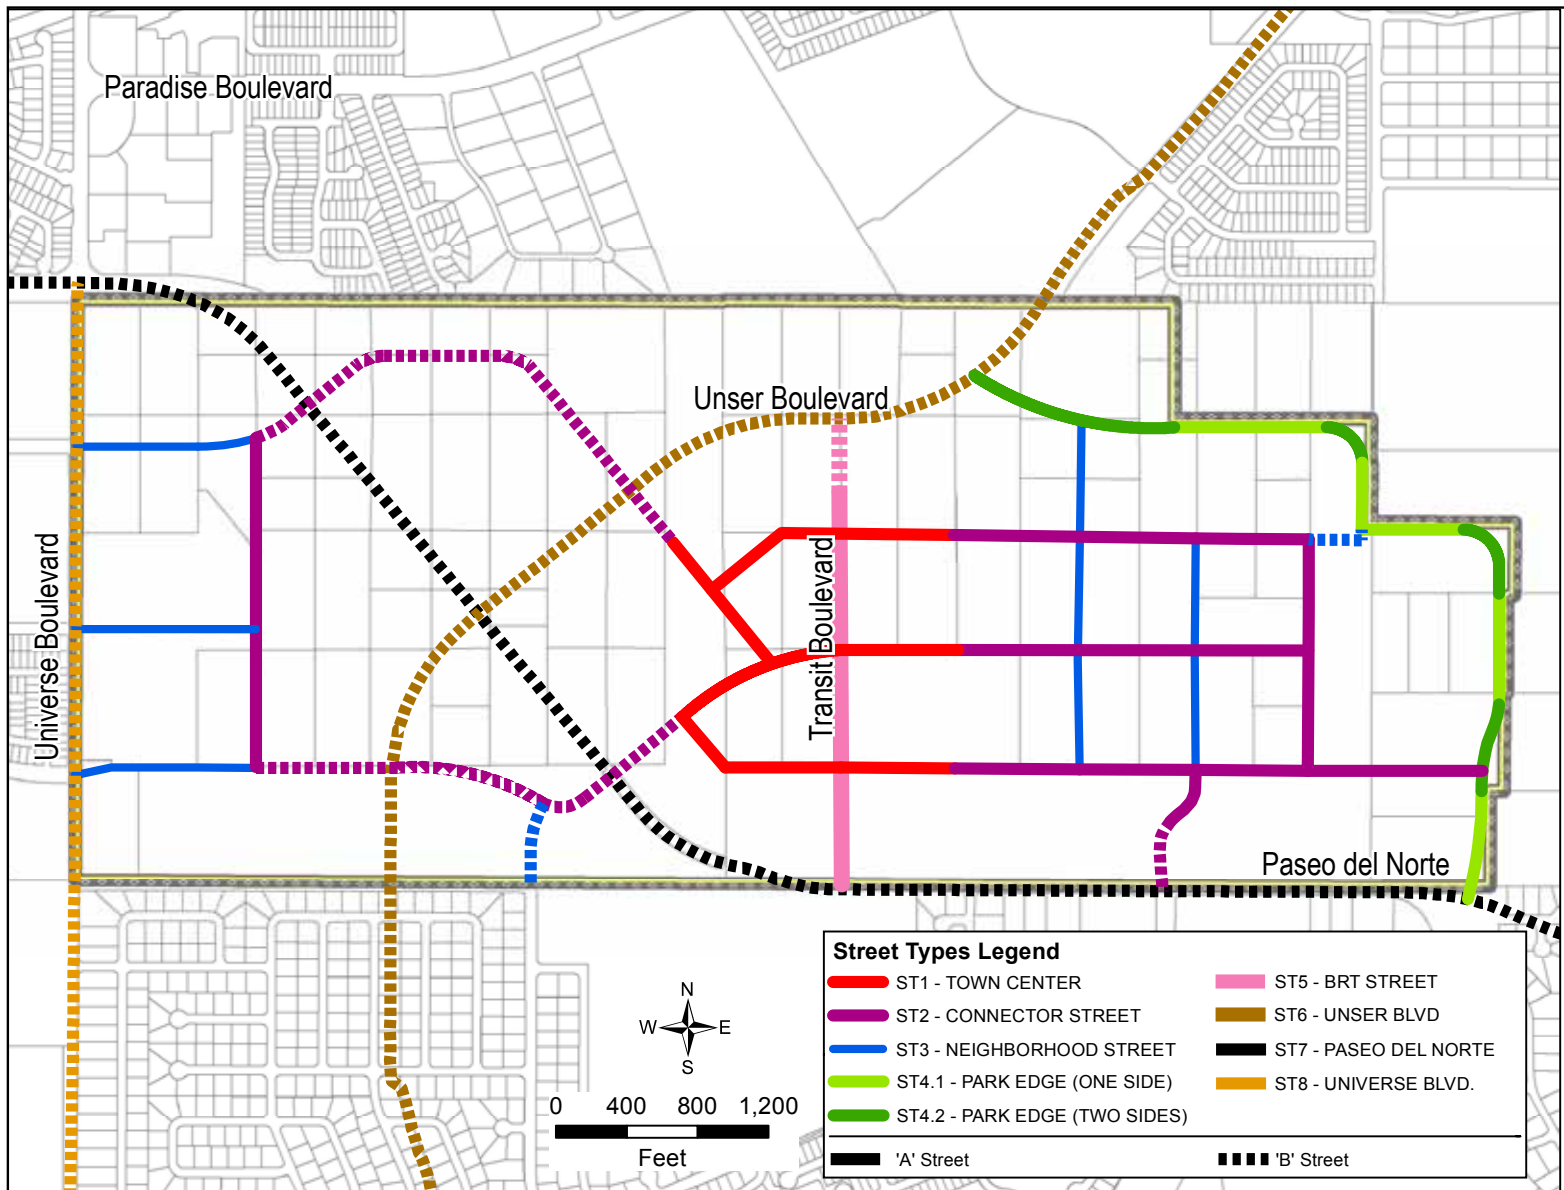 Paradise Boulevard
Unser Boulevard
Universe Boulevard
Transit Boulevard
Paseo del Norte
N
W E
S
0 400 800 1,200
Feet
Street Types Legend
ST1 - TOWN CENTER
ST2 - CONNECTOR STREET
ST3 - NEIGHBORHOOD STREET
ST4.1 - PARK EDGE (ONE SIDE)
ST4.2 - PARK EDGE (TWO SIDES)
ST5 - BRT STREET
ST6 - UNSER BLVD
ST7 - PASEO DEL NORTE
ST8 - UNIVERSE BLVD.
'A' Street
'B' Street